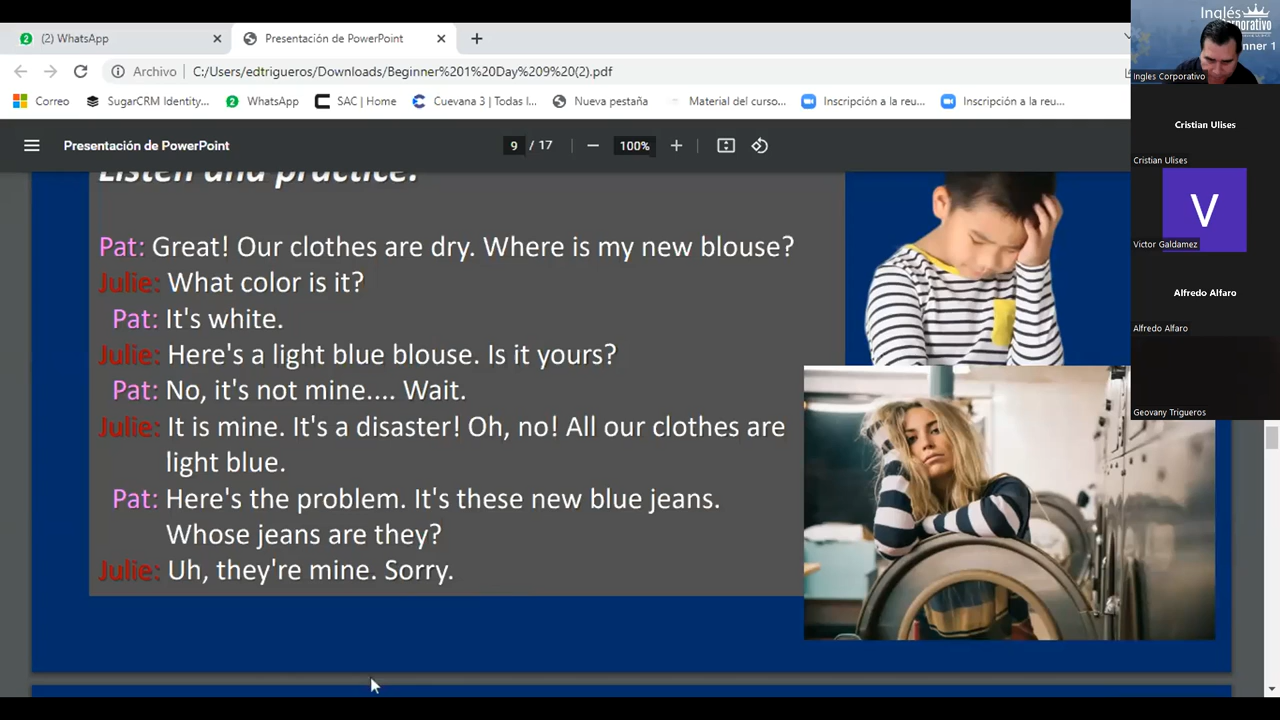 (2) WhatsApp
Presentación de PowerPoint
Archivo
C:/Users/edtrigueros/Downloads/Beginner%201%20Day%209%20(2).pdf
Correo
SugarCRM Identity...
WhatsApp
SAC | Home
Cuevana 3 | Todas l...
Nueva pestaña
Material del curso...
Inscripción a la reu...
Inscripción a la reu...
Presentación de PowerPoint
9 / 17
100%
Listen and practice.
Pat: Great! Our clothes are dry. Where is my new blouse?
Julie: What color is it?
Pat: It's white.
Julie: Here's a light blue blouse. Is it yours?
Pat: No, it's not mine.... Wait.
Julie: It is mine. It's a disaster! Oh, no! All our clothes are
light blue.
Pat: Here's the problem. It's these new blue jeans.
Whose jeans are they?
Julie: Uh, they're mine. Sorry.
Inglés
Ingles Corporativo
Cristian Ulises
Cristian Ulises
V
Victor Galdamez
Alfredo Alfaro
Alfredo Alfaro
Geovany Trigueros